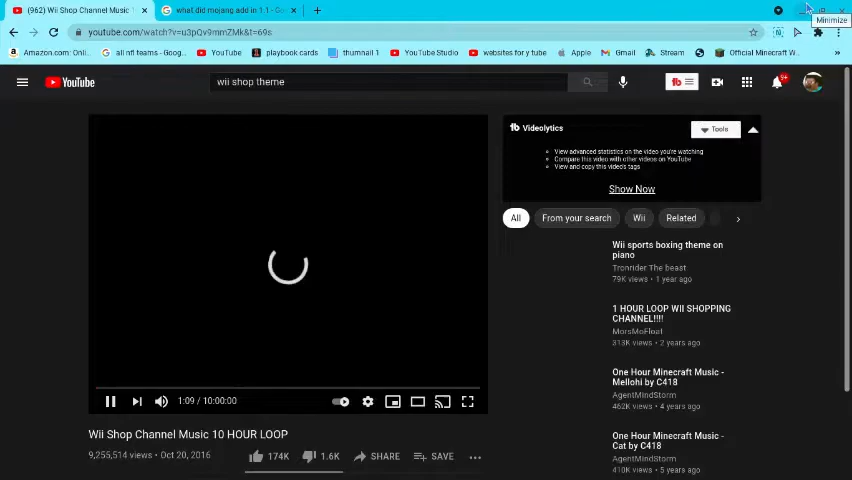 (962) Wii Shop Channel Music
what did mojang add in 1.1 - Goo
Minimize
youtube.com/watch?v=u3pQv9mmZMk&t=69s
Amazon.com: Onli...
all nfl teams - Goog...
YouTube
playbook cards
thumnail 1
YouTube Studio
websites for y tube
Apple
Gmail
Stream
Official Minecraft W...
YouTube
wii shop theme
9+
Videolytics
Tools
View advanced statistics on the video you're watching
Compare this video with other videos on YouTube
View and copy this video's tags
Show Now
All
From your search
Wii
Related
Wii sports boxing theme on
piano
Tronrider The beast
79K views • 1 year ago
1 HOUR LOOP WII SHOPPING
CHANNEL!!!!
MorsMoFloat
313K views • 2 years ago
One Hour Minecraft Music -
Mellohi by C418
AgentMindStorm
462K views • 4 years ago
One Hour Minecraft Music -
Cat by C418
AgentMindStorm
410K views • 5 years ago
1:09 / 10:00:00
Wii Shop Channel Music 10 HOUR LOOP
9,255,514 views • Oct 20, 2016
174K
1.6K
SHARE
SAVE